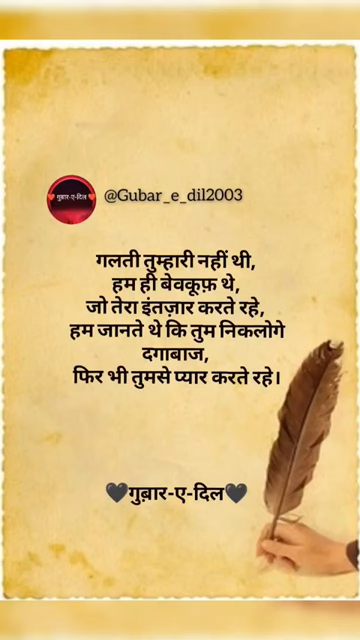 ❤️गुबार-ए-दिल❤️
@Gubar_e_dil2003
गलती तुम्हारी नहीं थी,
हम ही बेवकूफ़ थे,
जो तेरा इंतज़ार करते रहे,
हम जानते थे कि तुम निकलोगे
दगाबाज,
फिर भी तुमसे प्यार करते रहे।
🖤गुब़ार-ए-दिल🖤